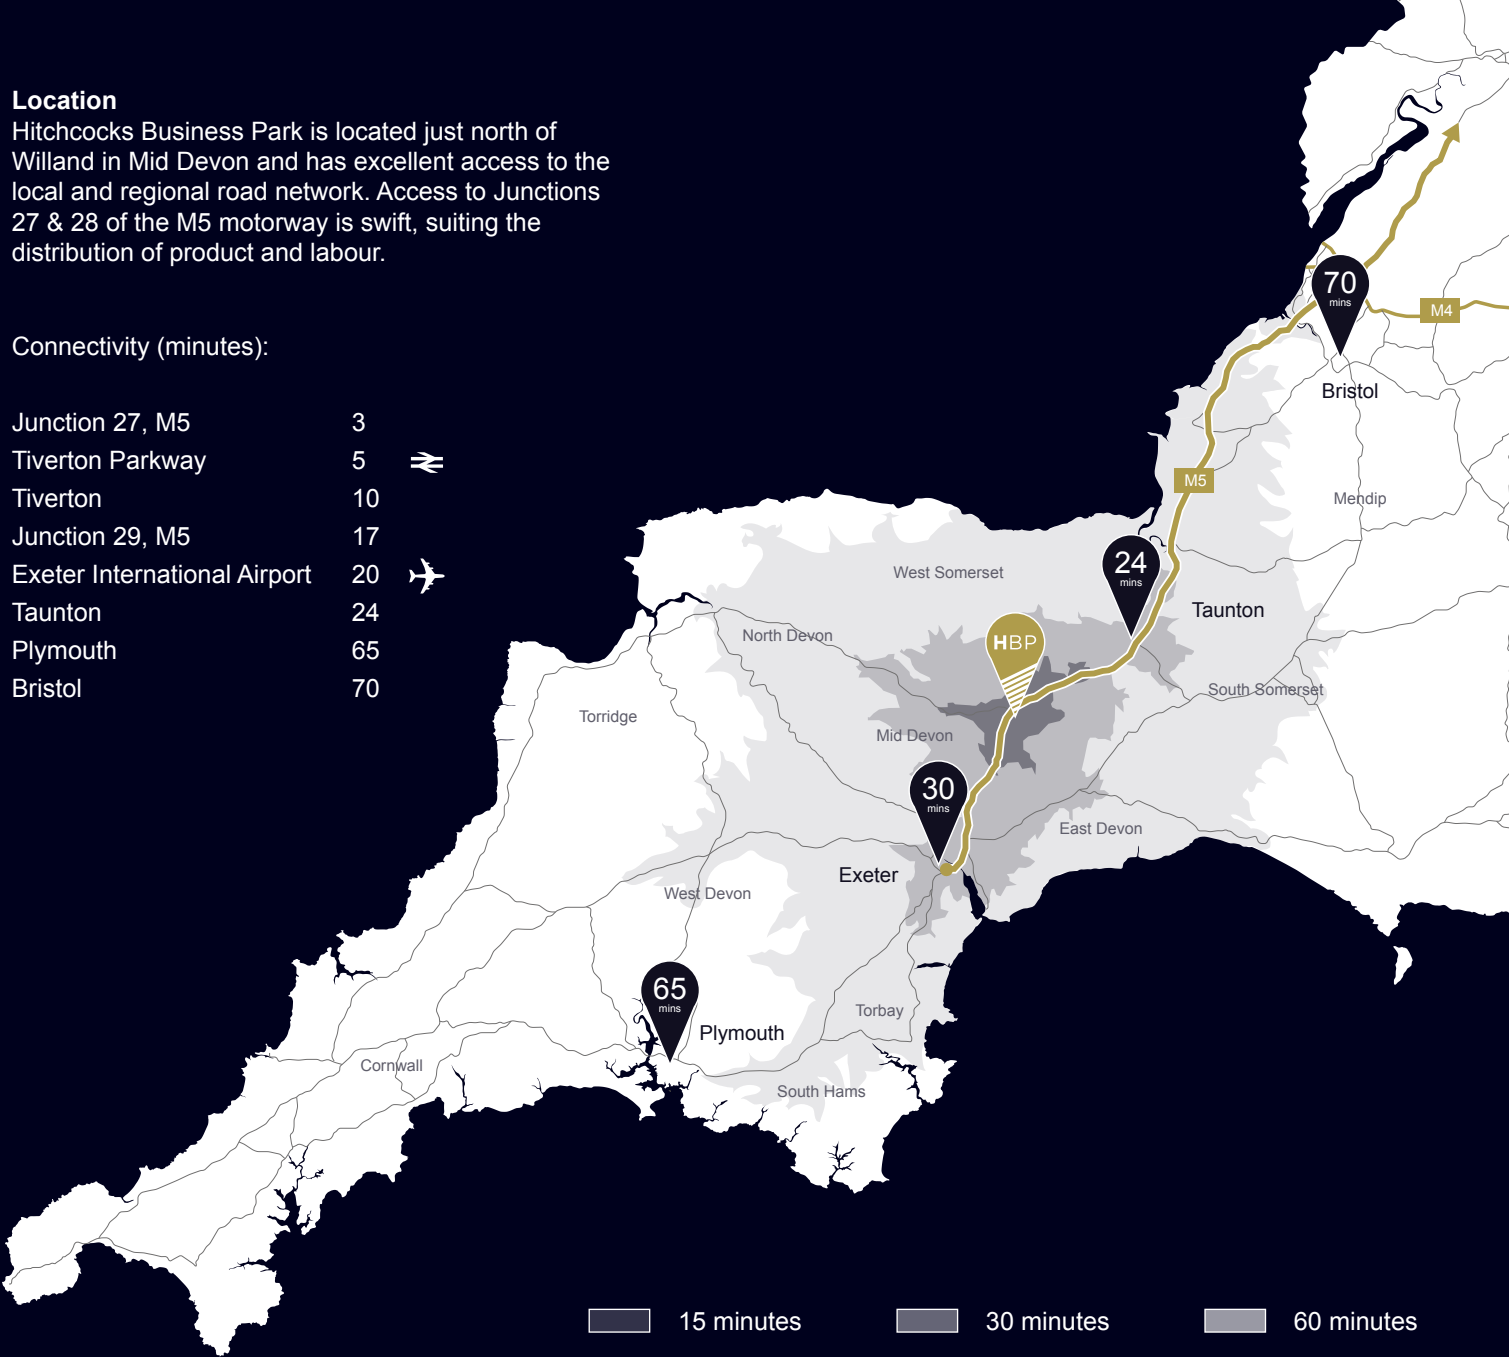 Location
Hitchcocks Business Park is located just north of
Willand in Mid Devon and has excellent access to the
local and regional road network. Access to Junctions
27 & 28 of the M5 motorway is swift, suiting the
distribution of product and labour.
Connectivity (minutes):
Junction 27, M5 3
Tiverton Parkway 5
Tiverton 10
Junction 29, M5 17
Exeter International Airport 20
Taunton 24
Plymouth 65
Bristol 70
70
mins
M4
Bristol
M5
Mendip
24
mins
West Somerset
Taunton
North Devon
HBP
South Somerset
Torridge
Mid Devon
30
mins
East Devon
Exeter
West Devon
65
mins
Torbay
Plymouth
Cornwall
South Hams
15 minutes
30 minutes
60 minutes